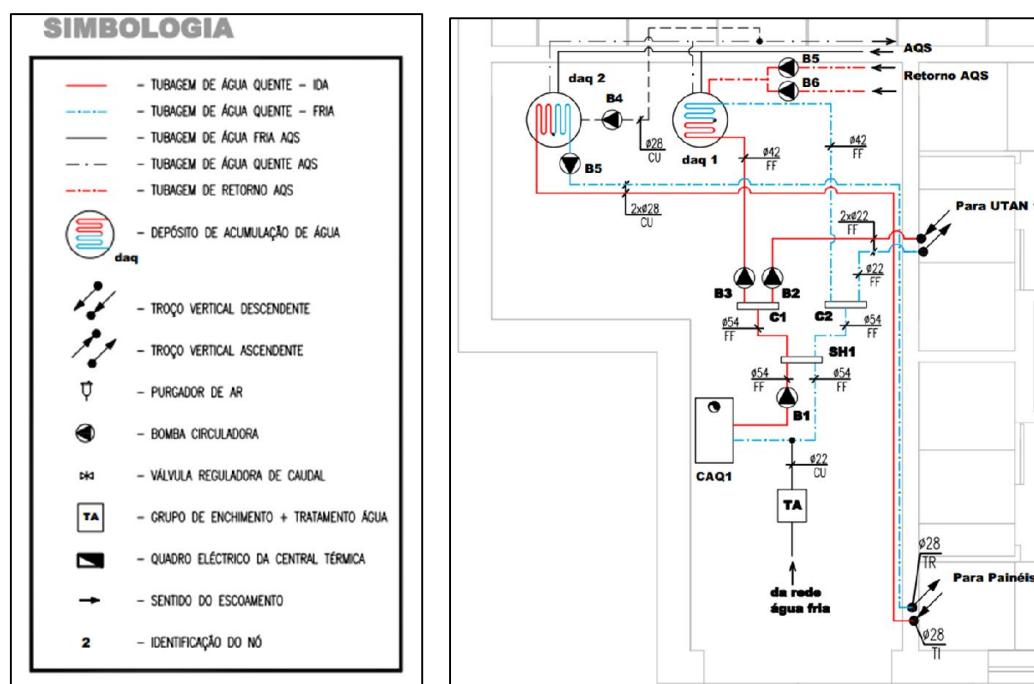 SIMBOLOGIA
– TUBAGEM DE ÁGUA QUENTE – IDA
– TUBAGEM DE ÁGUA QUENTE – FRIA
– TUBAGEM DE ÁGUA FRIA AQS
– TUBAGEM DE ÁGUA QUENTE AQS
– TUBAGEM DE RETORNO AQS
– DEPÓSITO DE ACUMULAÇÃO DE ÁGUA
daq
– TROÇO VERTICAL DESCENDENTE
– TROÇO VERTICAL ASCENDENTE
– PURGADOR DE AR
– BOMBA CIRCULADORA
– VÁLVULA REGULADORA DE CAUDAL
TA – GRUPO DE ENCHIMENTO + TRATAMENTO ÁGUA
– QUADRO ELÉCTRICO DA CENTRAL TÉRMICA
– SENTIDO DO ESCOAMENTO
2 – IDENTIFICAÇÃO DO NÓ
AQS
B5
Retorno AQS
B6
daq 2
B4
ø28
CU
daq 1
B5
ø42
FF
ø42
FF
2xø28
CU
Para UTAN
2xø22
FF
ø22
FF
B3
B2
C1
C2
ø54
FF
ø54
FF
SH1
ø54
FF
ø54
FF
B1
CAQ1
ø22
CU
TA
da rede
água fria
ø28
TR
Para Painéis
ø28
TI